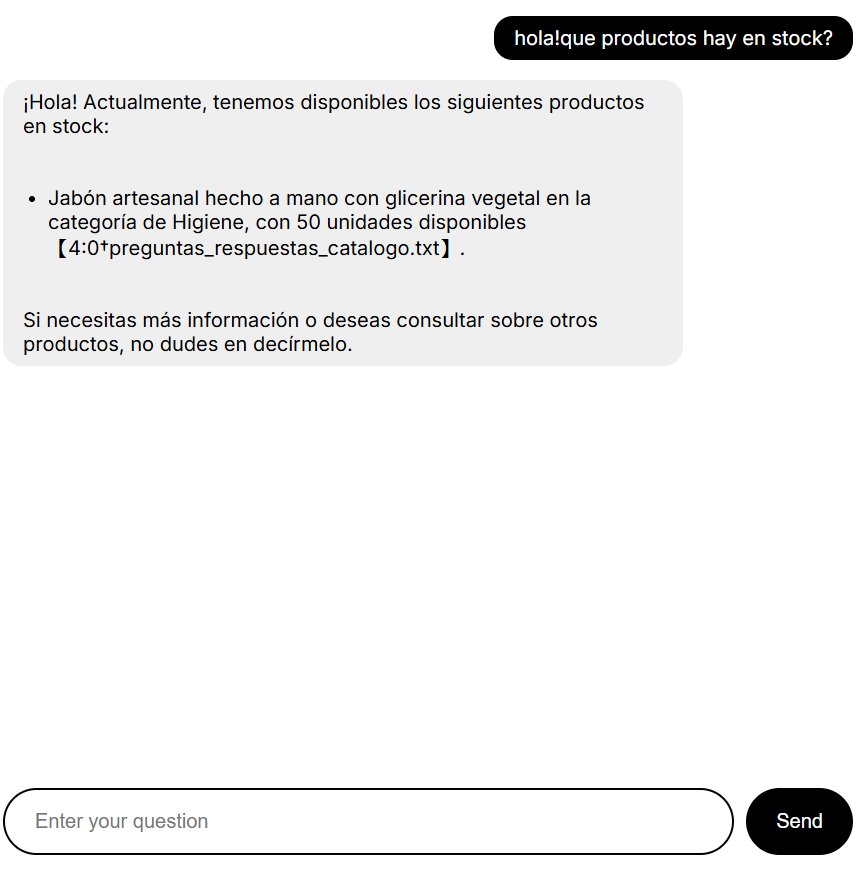 hola!que productos hay en stock?
¡Hola! Actualmente, tenemos disponibles los siguientes productos
en stock:
• Jabón artesanal hecho a mano con glicerina vegetal en la
categoría de Higiene, con 50 unidades disponibles
【4:0†preguntas_respuestas_catalogo.txt】.
Si necesitas más información o deseas consultar sobre otros
productos, no dudes en decírmelo.
Enter your question
Send